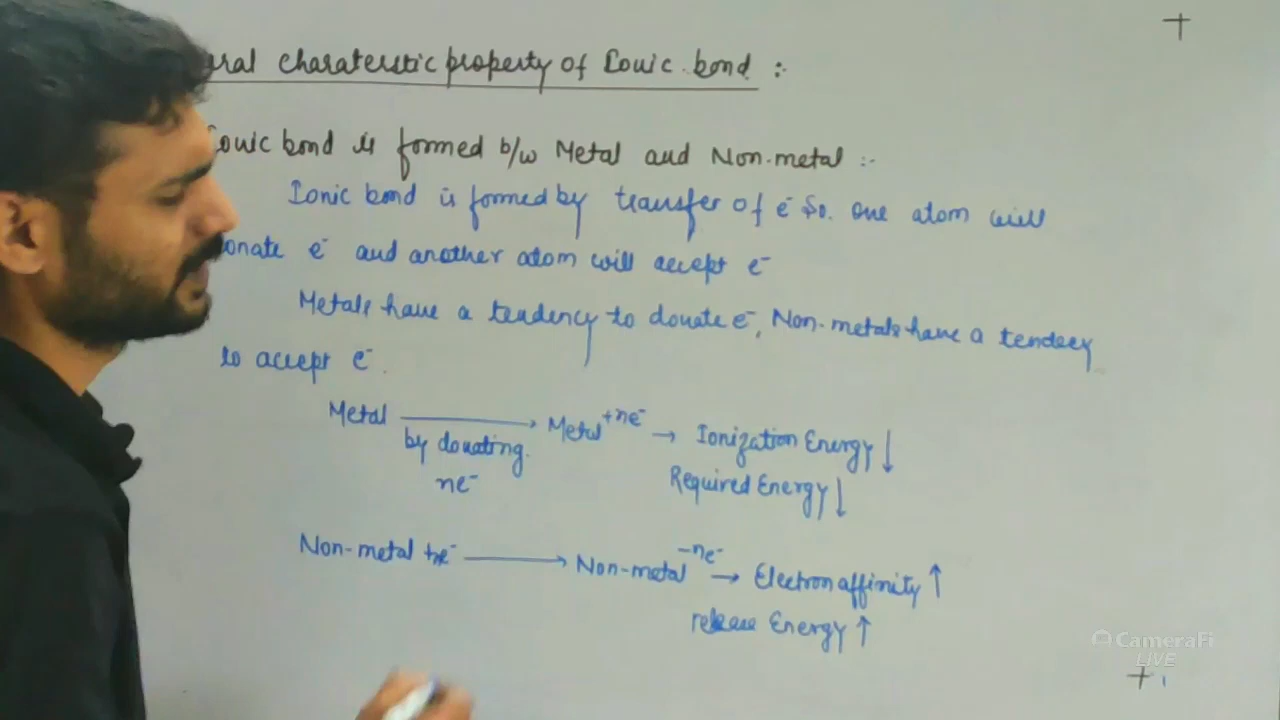 ral charaterstic property of Ionic bond :-
Ionic bond is formed b/w Metal and Non-metal :-
Ionic bond is formed by transfer of e⁻ So. one atom will
onate e⁻ and another atom will accept e⁻
Metals have a tendency to donate e⁻, Non-metals have a tendecy
to accept e⁻.
Metal ⟶ Metal⁺ⁿᵉ⁻ → Ionization Energy ↓
by donating.
ne⁻
Required Energy ↓
Non-metal +ne⁻ ⟶ Non-metal⁻ⁿᵉ⁻ → Electron affinity ↑
release Energy ↑
CameraFi
LIVE